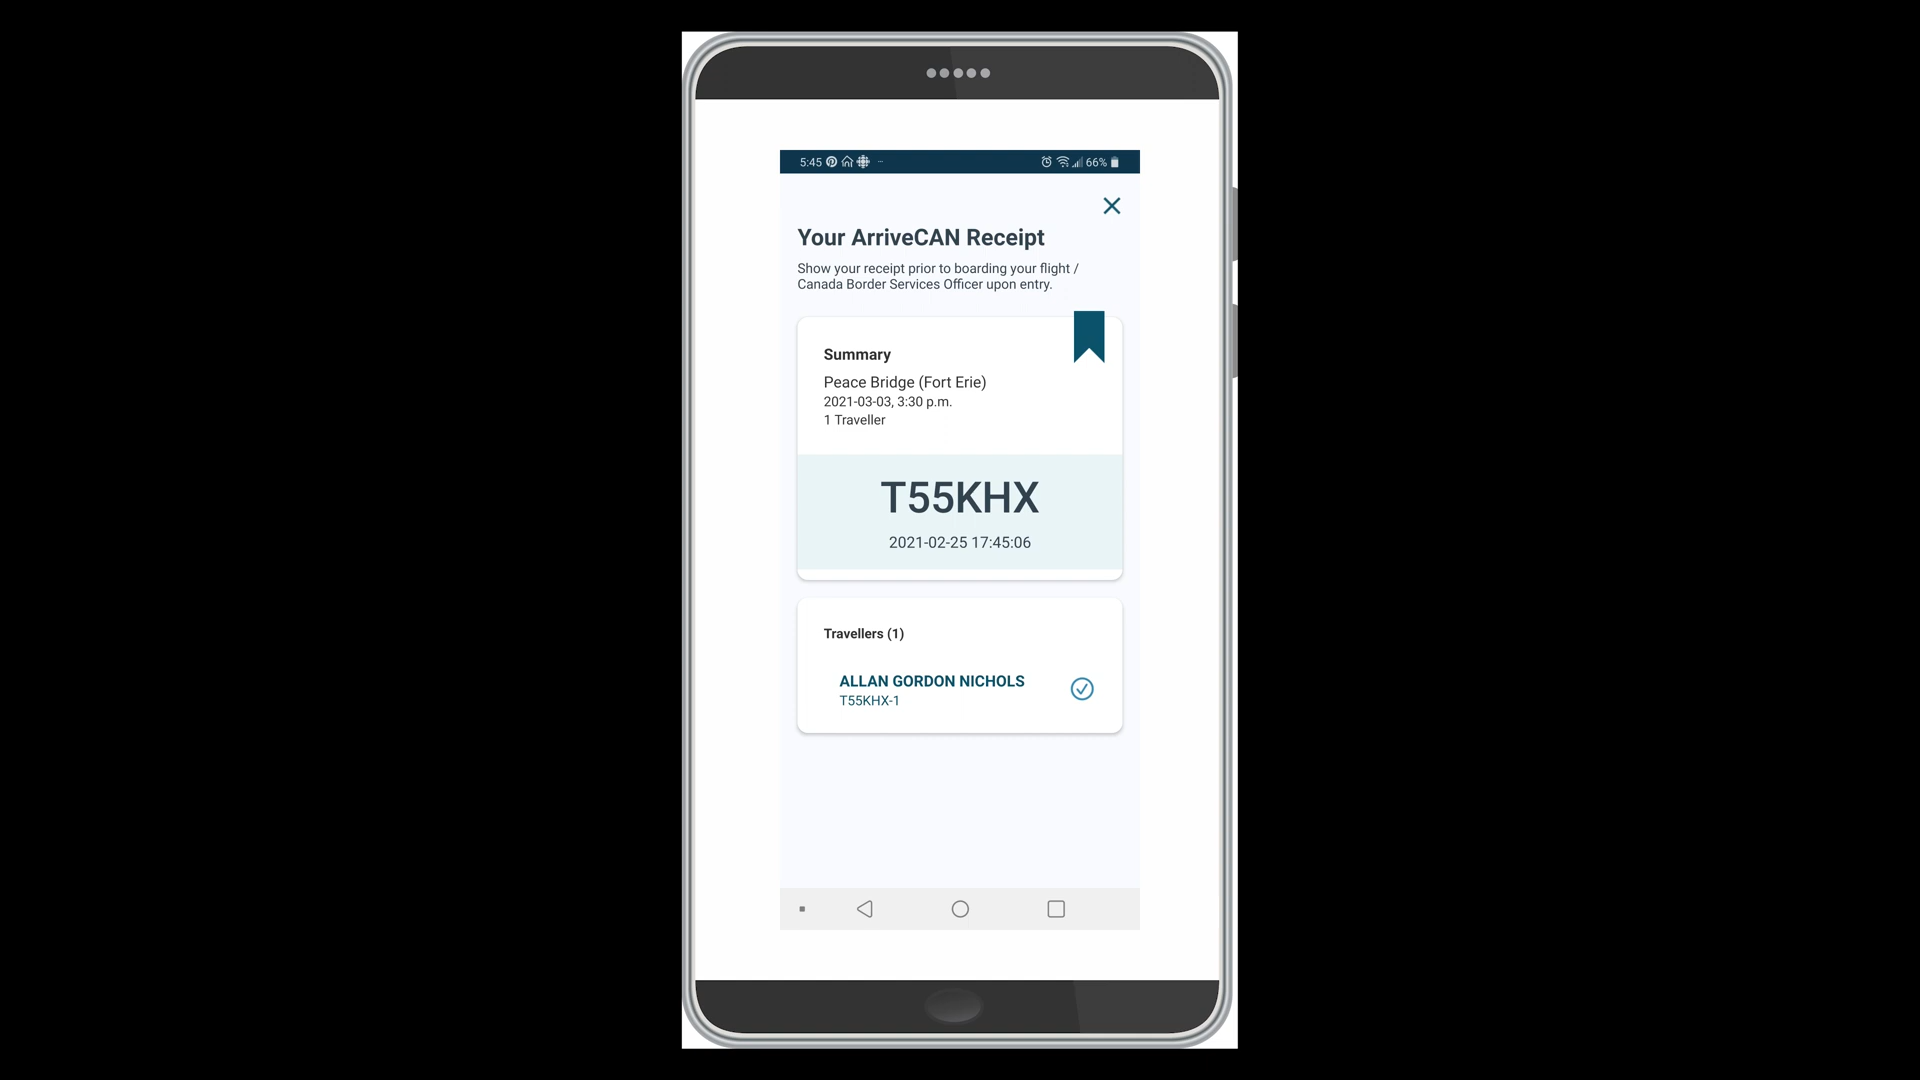 5:45 66%
Your ArriveCAN Receipt
Show your receipt prior to boarding your flight /
Canada Border Services Officer upon entry.
Summary
Peace Bridge (Fort Erie)
2021-03-03, 3:30 p.m.
1 Traveller
T55KHX
2021-02-25 17:45:06
Travellers (1)
ALLAN GORDON NICHOLS
T55KHX-1